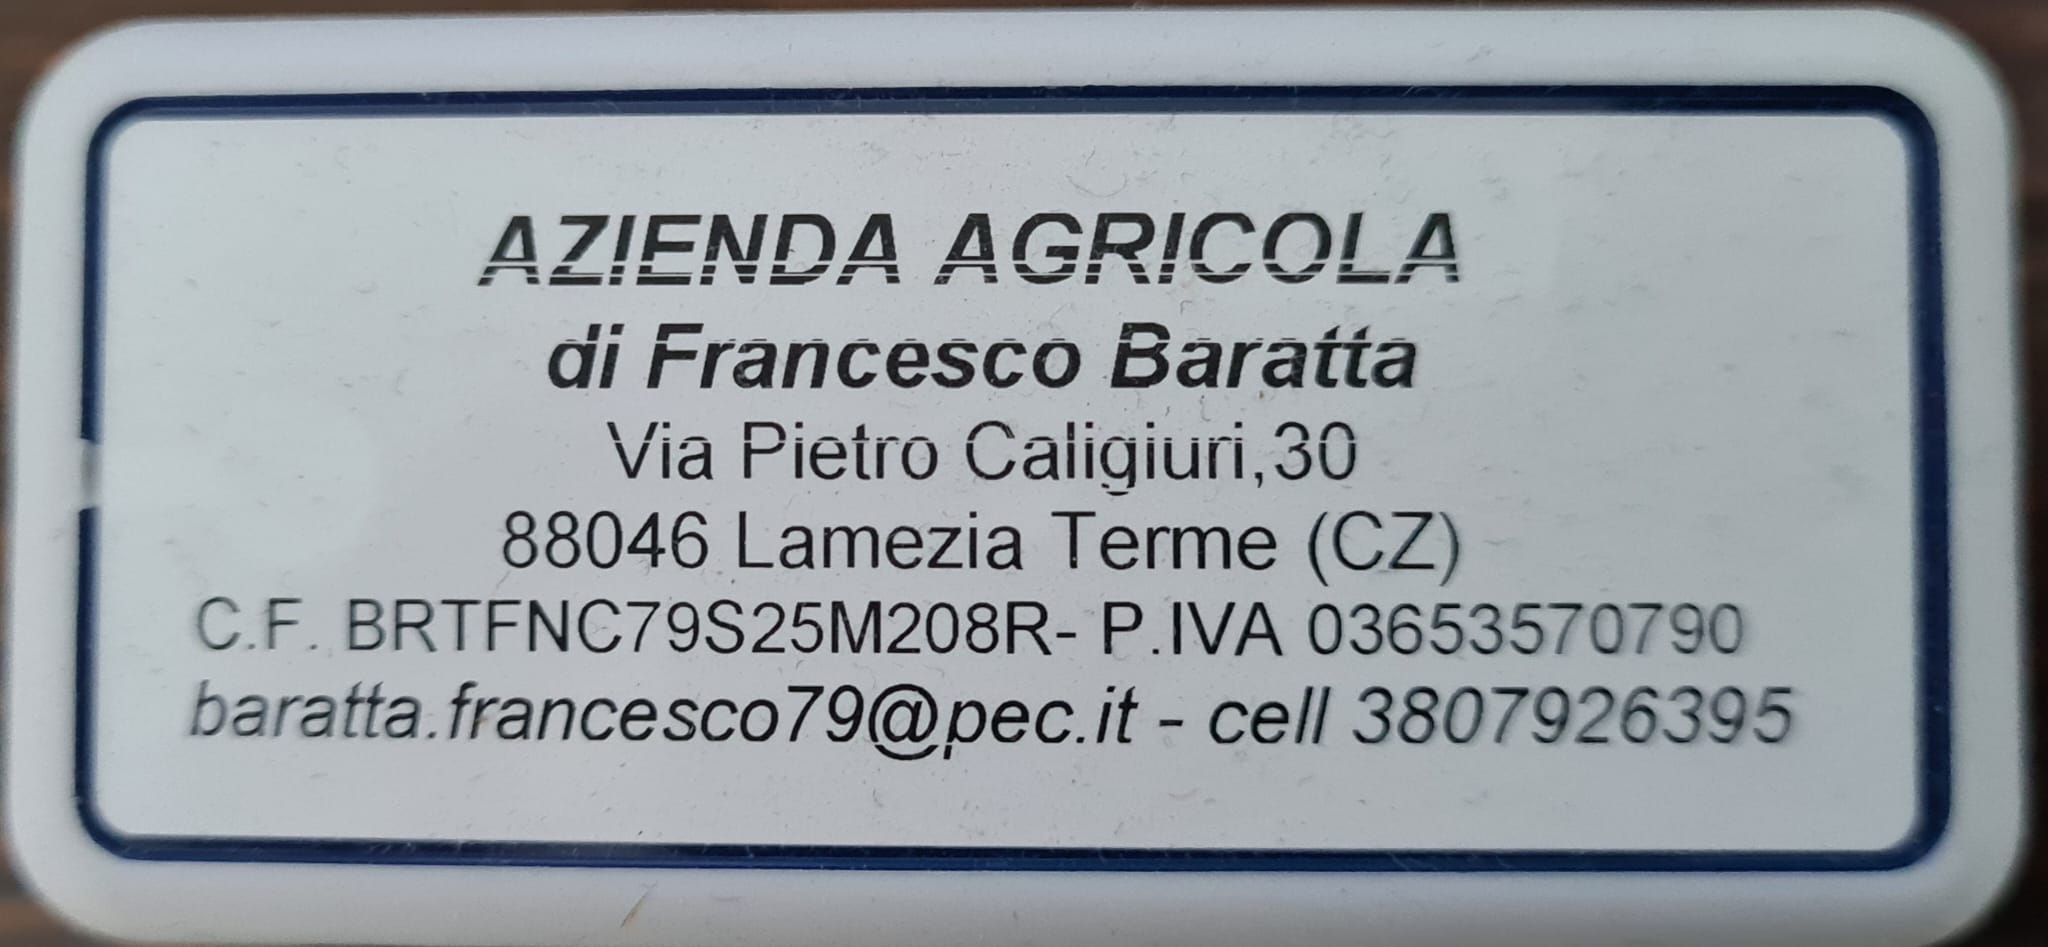 AZIENDA AGRICOLA
di Francesco Baratta
Via Pietro Caligiuri,30
88046 Lamezia Terme (CZ)
C.F. BRTFNC79S25M208R- P.IVA 03653570790
baratta.francesco79@pec.it - cell 3807926395